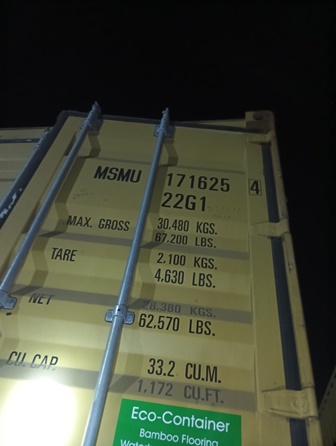 MSMU 171625 4
22G1
MAX. GROSS 30.480 KGS.
67.200 LBS.
TARE 2.100 KGS.
4.630 LBS.
NET 28.380 KGS.
62.570 LBS.
CU. CAP. 33.2 CU.M.
1.172 CU.FT.
Eco-Container
Bamboo Flooring